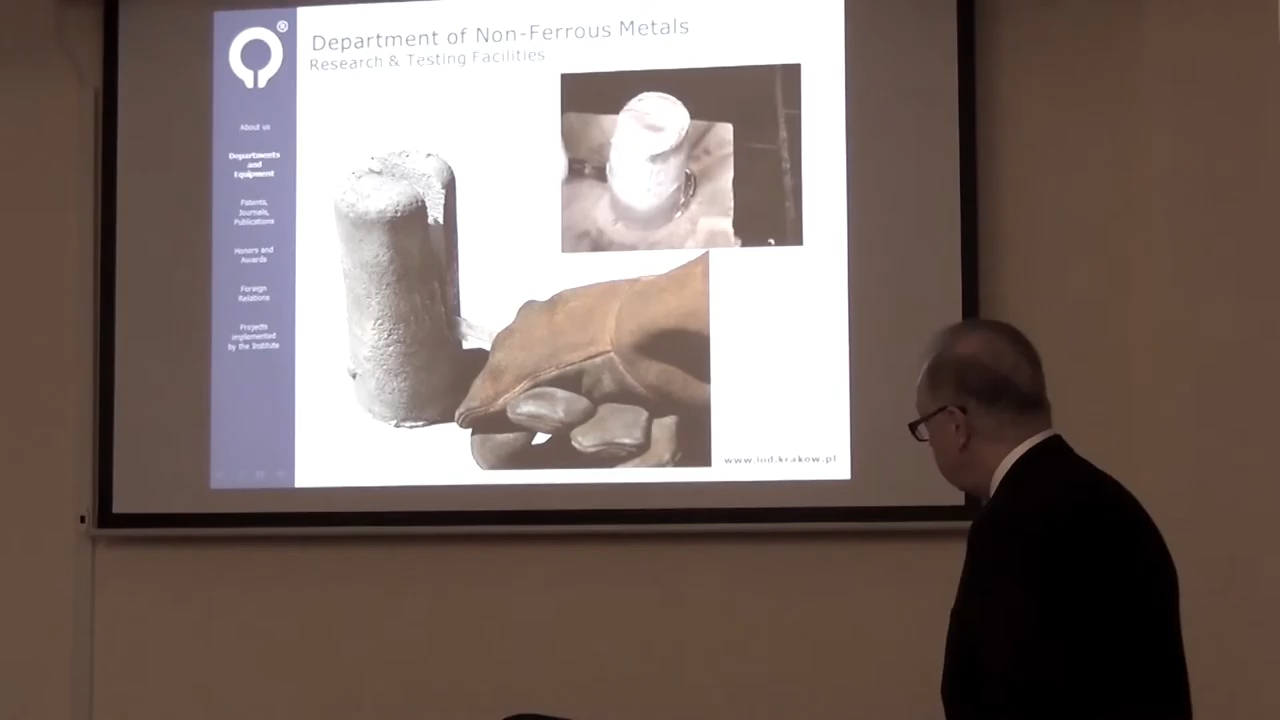 ®
Department of Non-Ferrous Metals
Research & Testing Facilities
About us
Departments
and
Equipment
Patents,
Journals,
Publications
Honors and
Awards
Foreign
Relations
Projects
implemented
by the Institute
www.iod.krakow.pl